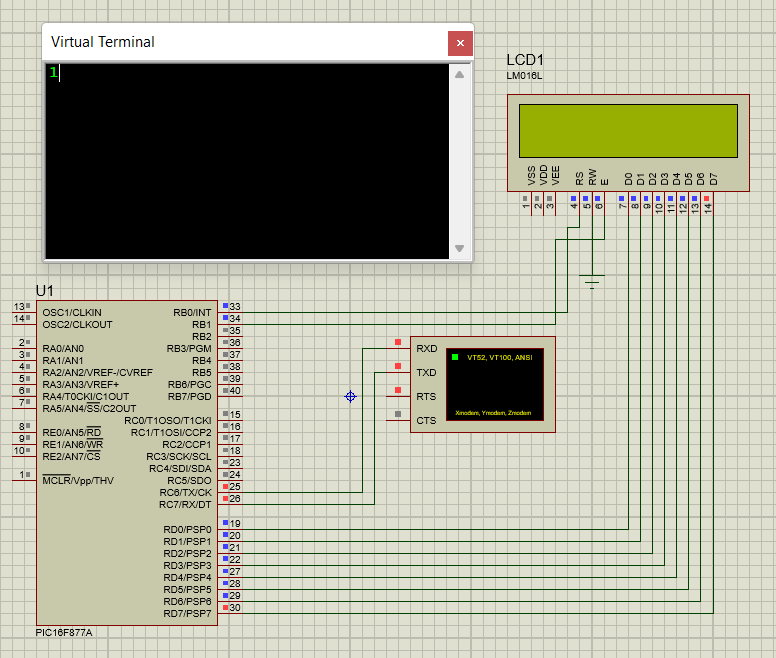 Virtual Terminal
1
LCD1
LM016L
VSS VDD VEE RS RW E D0 D1 D2 D3 D4 D5 D6 D7
1 2 3 4 5 6 7 8 9 10 11 12 13 14
U1
13 OSC1/CLKIN RB0/INT 33
14 OSC2/CLKOUT RB1 34
RB2 35
2 RA0/AN0 RB3/PGM 36
3 RA1/AN1 RB4 37
4 RA2/AN2/VREF-/CVREF RB5 38
5 RA3/AN3/VREF+ RB6/PGC 39
6 RA4/T0CKI/C1OUT RB7/PGD 40
7 RA5/AN4/SS/C2OUT
RC0/T1OSO/T1CKI 15
8 RE0/AN5/RD RC1/T1OSI/CCP2 16
9 RE1/AN6/WR RC2/CCP1 17
10 RE2/AN7/CS RC3/SCK/SCL 18
RC4/SDI/SDA 23
1 MCLR/Vpp/THV RC5/SDO 24
RC6/TX/CK 25
RC7/RX/DT 26
RD0/PSP0 19
RD1/PSP1 20
RD2/PSP2 21
RD3/PSP3 22
RD4/PSP4 27
RD5/PSP5 28
RD6/PSP6 29
RD7/PSP7 30
PIC16F877A
RXD
TXD
RTS
CTS
VT52, VT100, ANSI
Xmodem, Ymodem, Zmodem